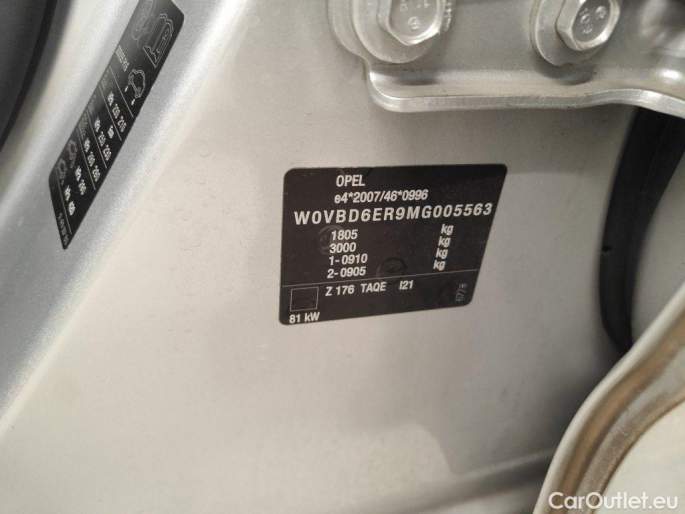 OPEL
e4*2007/46*0996
W0VBD6ER9MG005563
1805 kg
3000 kg
1-0910 kg
2-0905 kg
Z 176 TAQE I21
81 kW
CarOutlet.eu